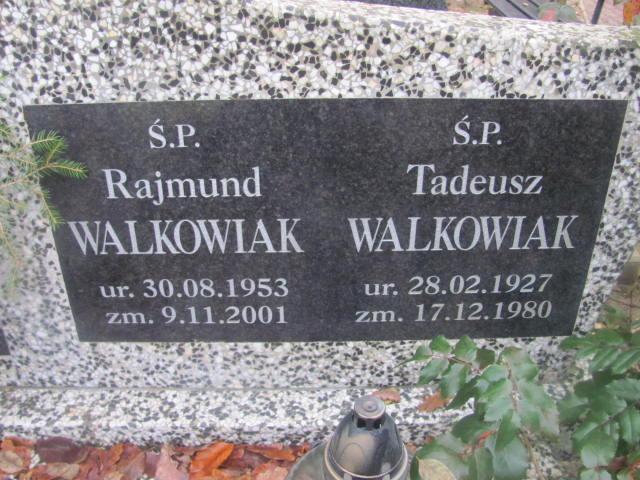 Ś.P.
Rajmund
WALKOWIAK
ur. 30.08.1953
zm. 9.11.2001
Ś.P.
Tadeusz
WALKOWIAK
ur. 28.02.1927
zm. 17.12.1980